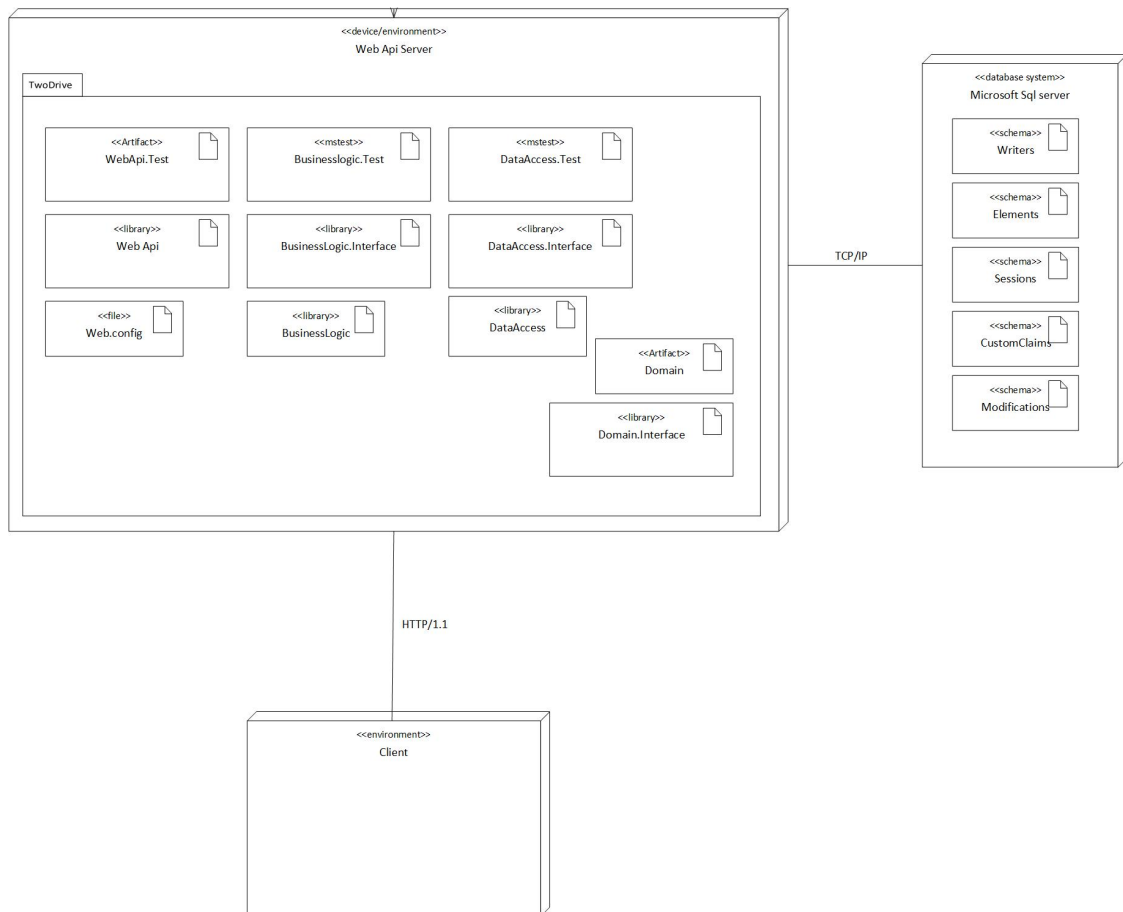 <<device/environment>>
Web Api Server
TwoDrive
<<Artifact>>
WebApi.Test
<<mstest>>
Businesslogic.Test
<<mstest>>
DataAccess.Test
<<library>>
Web Api
<<library>>
BusinessLogic.Interface
<<library>>
DataAccess.Interface
<<file>>
Web.config
<<library>>
BusinessLogic
<<library>>
DataAccess
<<Artifact>>
Domain
<<library>>
Domain.Interface
TCP/IP
<<database system>>
Microsoft Sql server
<<schema>>
Writers
<<schema>>
Elements
<<schema>>
Sessions
<<schema>>
CustomClaims
<<schema>>
Modifications
HTTP/1.1
<<environment>>
Client